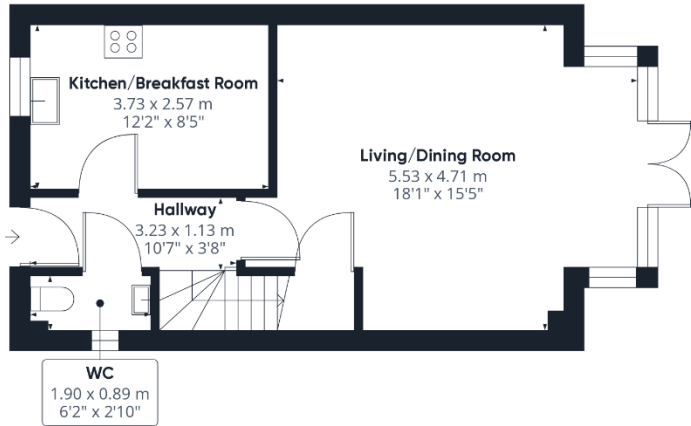 Kitchen/Breakfast Room
3.73 x 2.57 m
12'2" x 8'5"
Living/Dining Room
5.53 x 4.71 m
18'1" x 15'5"
Hallway
3.23 x 1.13 m
10'7" x 3'8"
WC
1.90 x 0.89 m
6'2" x 2'10"